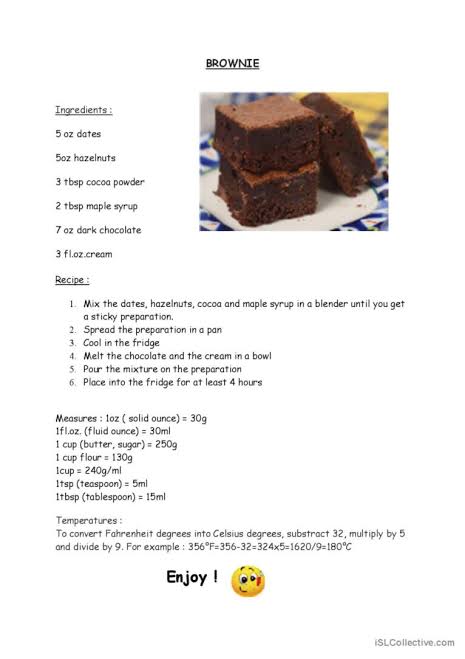 BROWNIE
Ingredients :
5 oz dates
5oz hazelnuts
3 tbsp cocoa powder
2 tbsp maple syrup
7 oz dark chocolate
3 fl.oz.cream
Recipe :
1. Mix the dates, hazelnuts, cocoa and maple syrup in a blender until you get
a sticky preparation.
2. Spread the preparation in a pan
3. Cool in the fridge
4. Melt the chocolate and the cream in a bowl
5. Pour the mixture on the preparation
6. Place into the fridge for at least 4 hours
Measures : 1oz ( solid ounce) = 30g
1fl.oz. (fluid ounce) = 30ml
1 cup (butter, sugar) = 250g
1 cup flour = 130g
1cup = 240g/ml
1tsp (teaspoon) = 5ml
1tbsp (tablespoon) = 15ml
Temperatures :
To convert Fahrenheit degrees into Celsius degrees, substract 32, multiply by 5
and divide by 9. For example : 356°F=356-32=324x5=1620/9=180°C
Enjoy !
iSLCollective.com